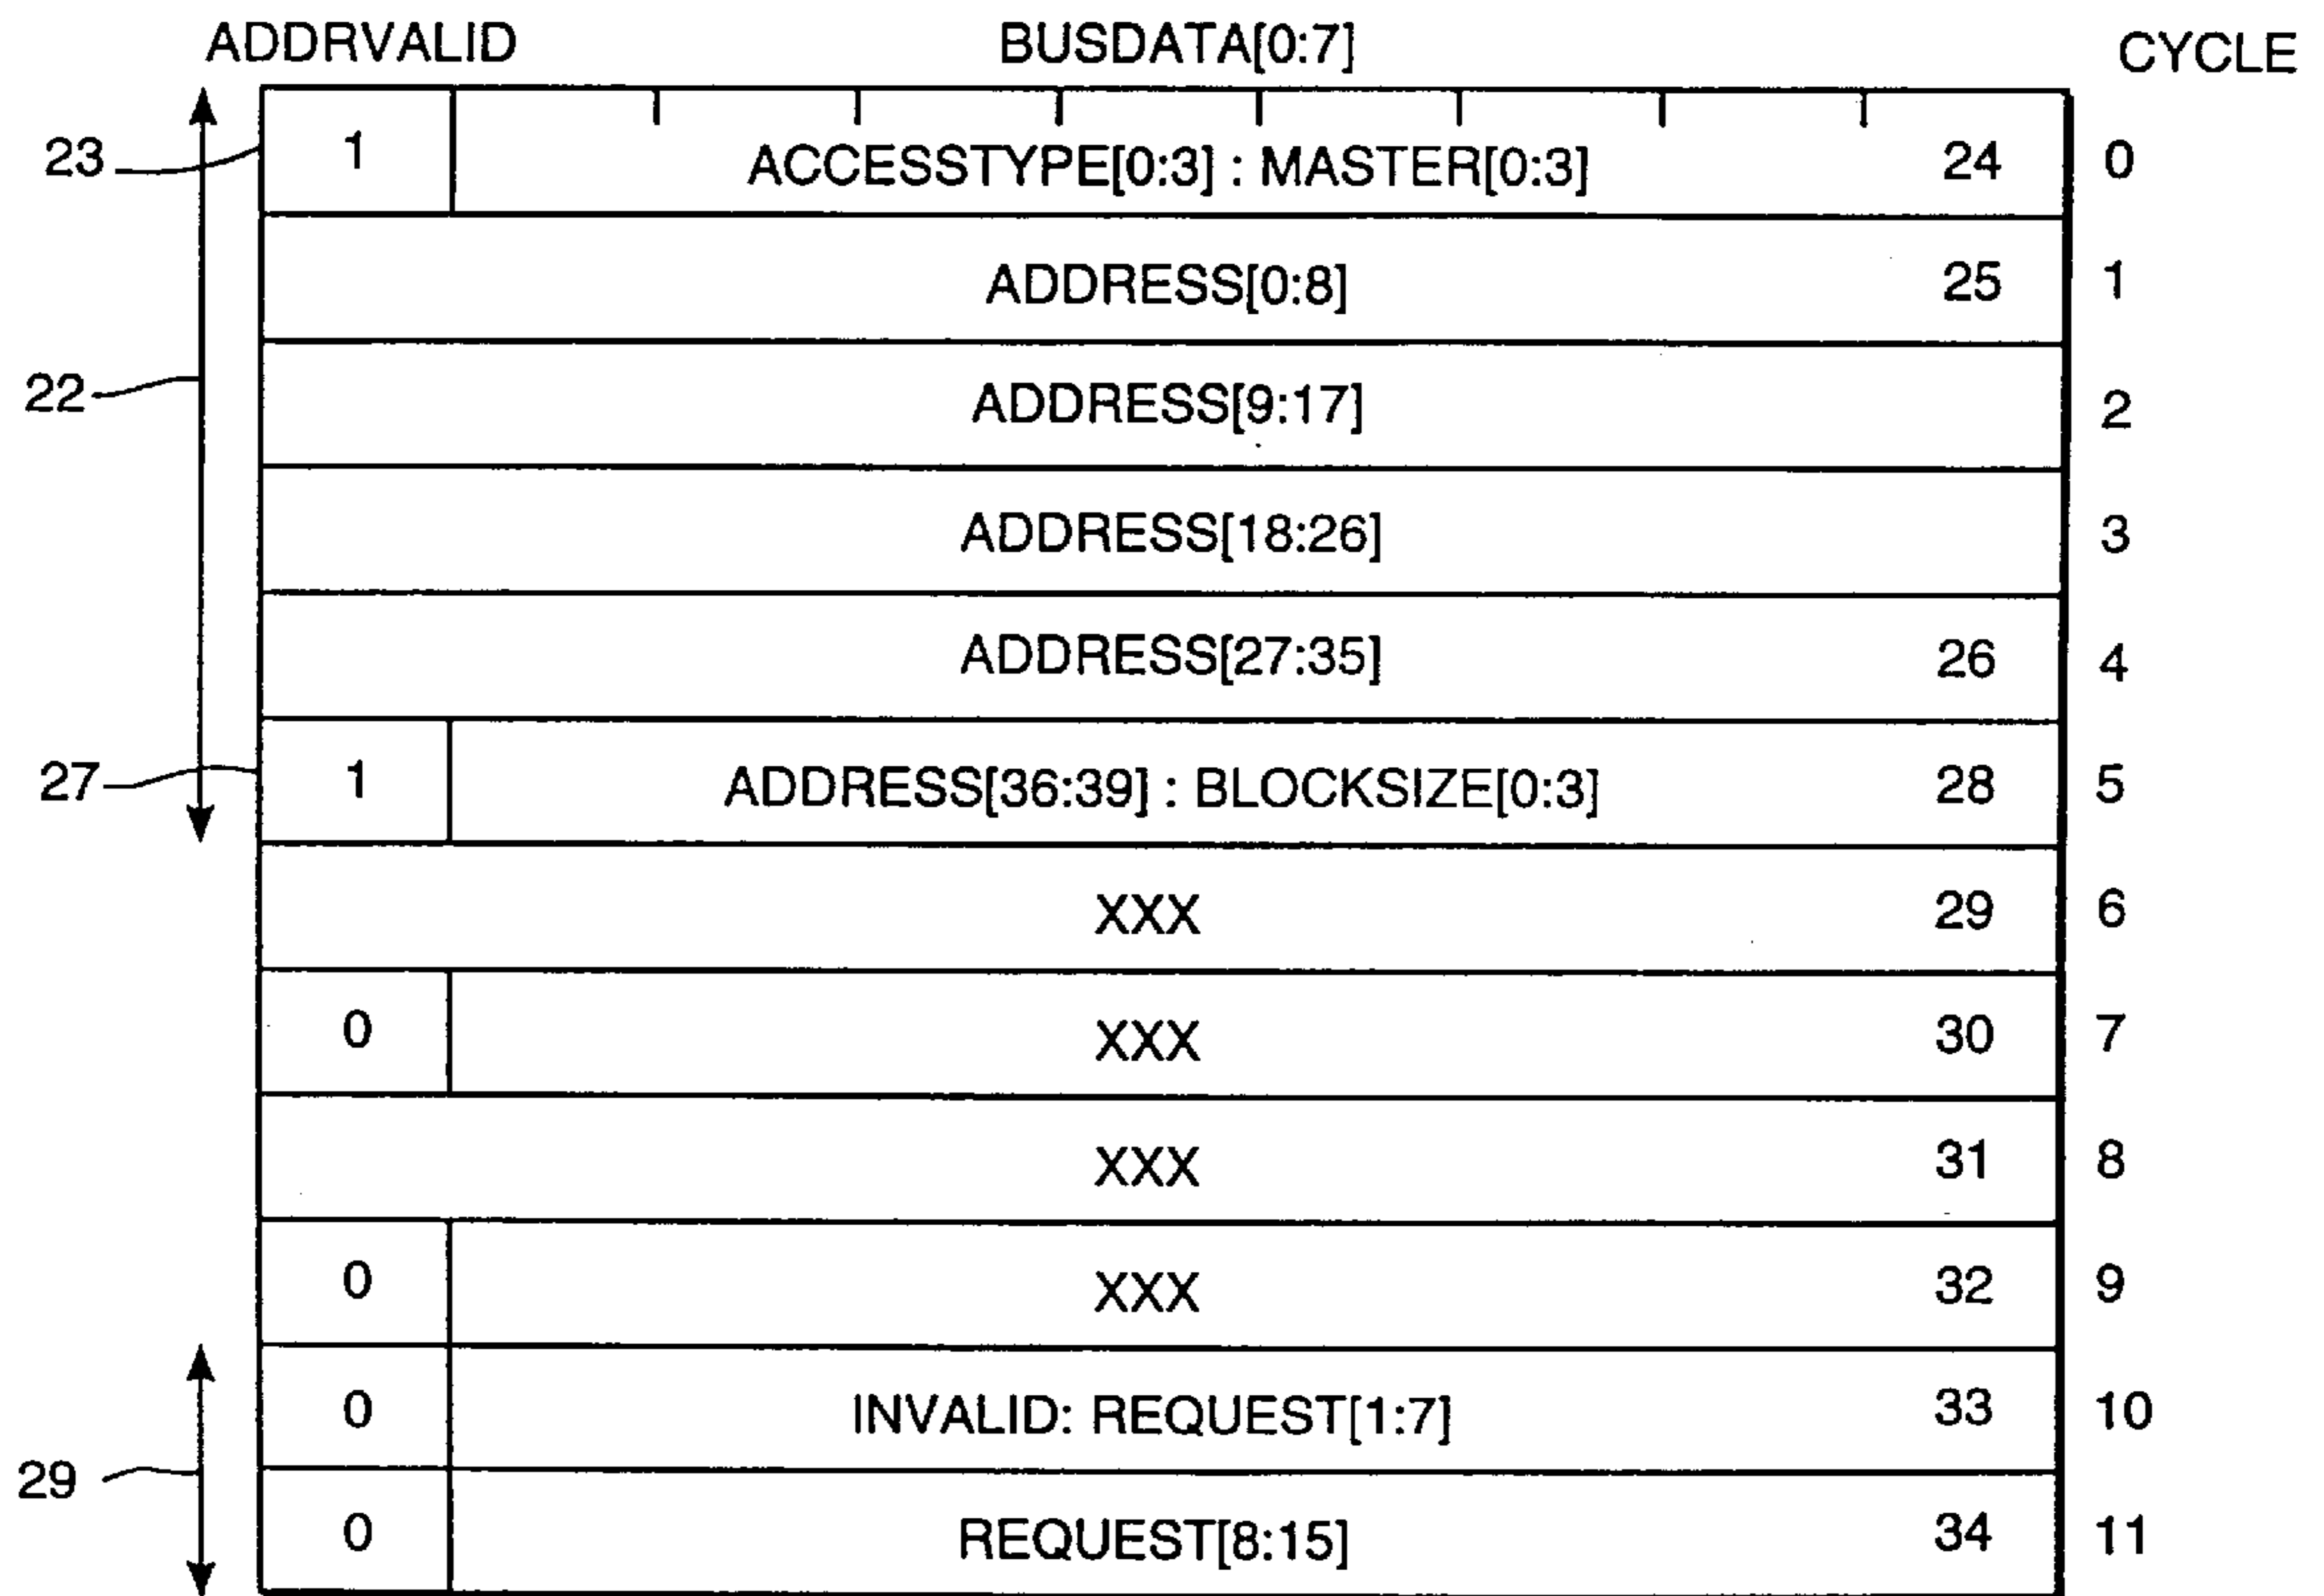 ADDRVALID BUSDATA[0:7] CYCLE
23 1 ACCESSTYPE[0:3] : MASTER[0:3] 24 0
ADDRESS[0:8] 25 1
22 ADDRESS[9:17] 2
ADDRESS[18:26] 3
ADDRESS[27:35] 26 4
27 1 ADDRESS[36:39] : BLOCKSIZE[0:3] 28 5
XXX 29 6
0 XXX 30 7
XXX 31 8
0 XXX 32 9
0 INVALID: REQUEST[1:7] 33 10
29 0 REQUEST[8:15] 34 11